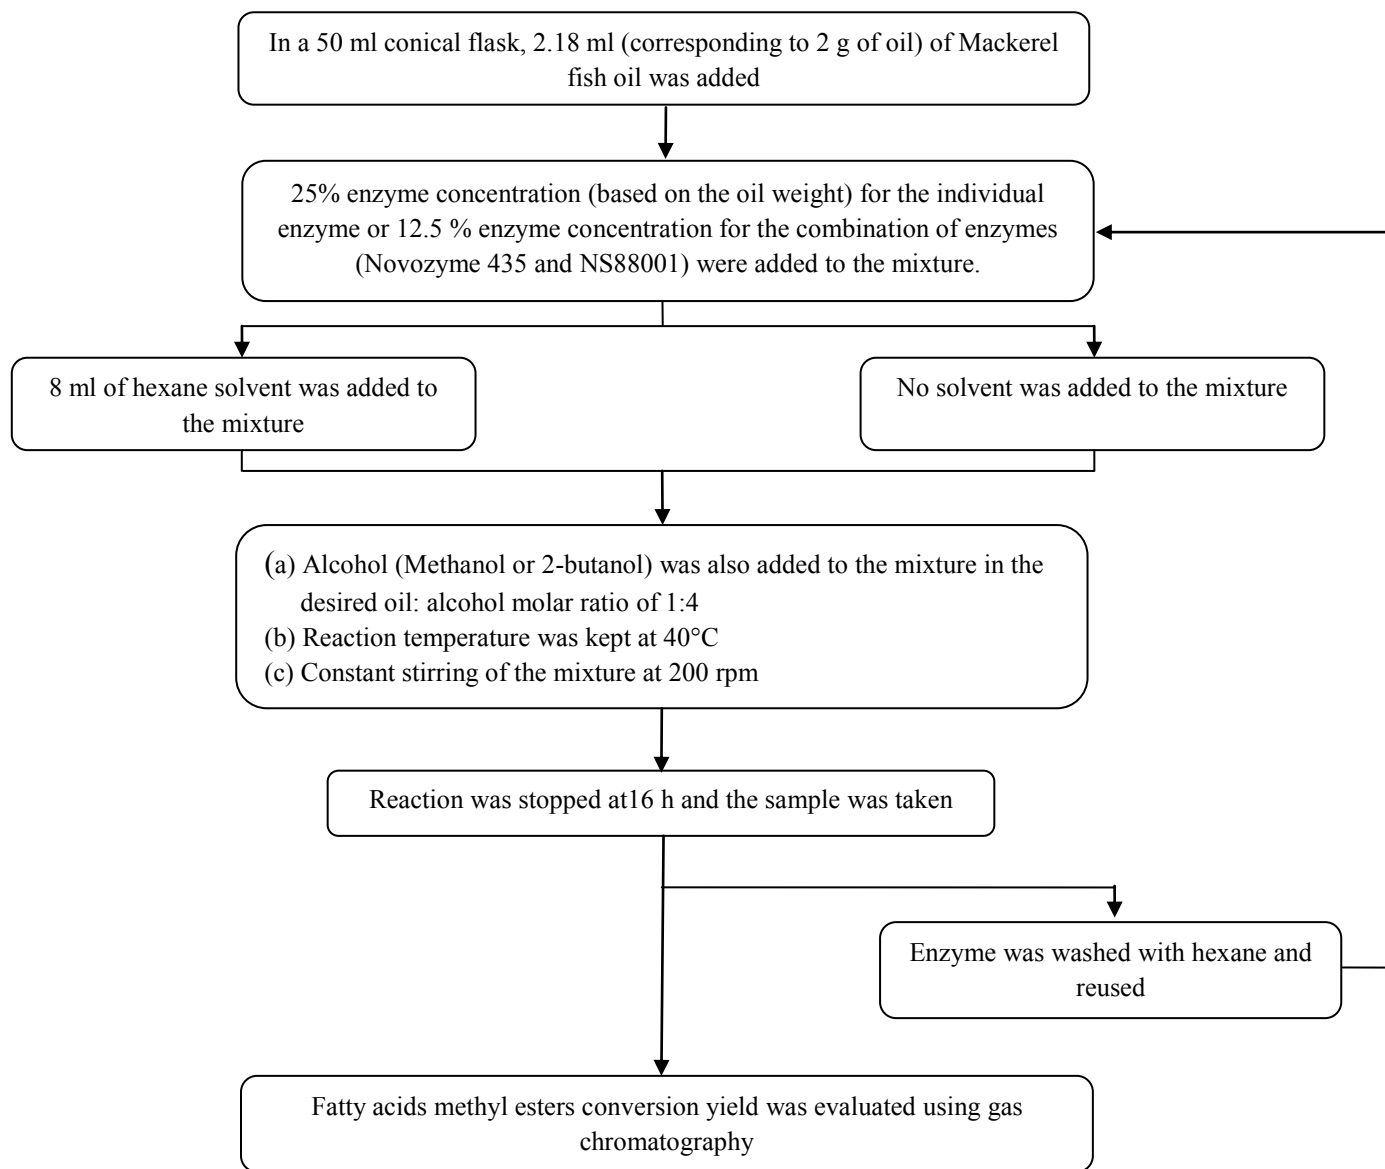 In a 50 ml conical flask, 2.18 ml (corresponding to 2 g of oil) of Mackerel
fish oil was added
25% enzyme concentration (based on the oil weight) for the individual
enzyme or 12.5 % enzyme concentration for the combination of enzymes
(Novozyme 435 and NS88001) were added to the mixture.
8 ml of hexane solvent was added to
the mixture
No solvent was added to the mixture
(a) Alcohol (Methanol or 2-butanol) was also added to the mixture in the
desired oil: alcohol molar ratio of 1:4
(b) Reaction temperature was kept at 40°C
(c) Constant stirring of the mixture at 200 rpm
Reaction was stopped at16 h and the sample was taken
Enzyme was washed with hexane and
reused
Fatty acids methyl esters conversion yield was evaluated using gas
chromatography